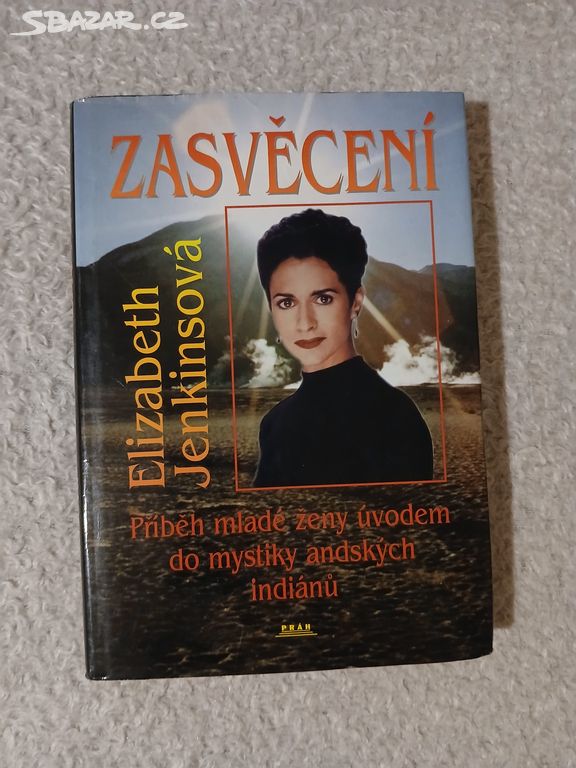 SBAZAR.CZ
ZASVĚCENÍ
Elizabeth
Jenkinsová
Příběh mladé ženy úvodem
do mystiky andských
indiánů
PRÁH